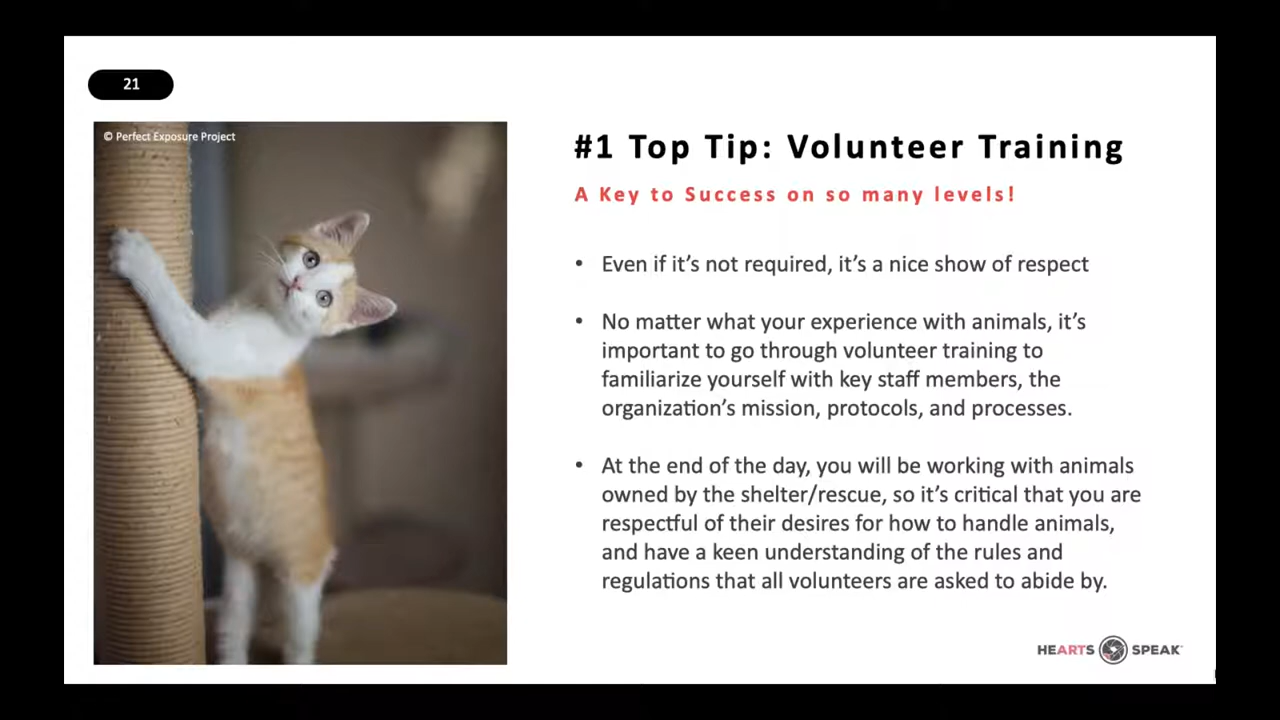 21
© Perfect Exposure Project
#1 Top Tip: Volunteer Training
A Key to Success on so many levels!
• Even if it’s not required, it’s a nice show of respect
• No matter what your experience with animals, it’s
important to go through volunteer training to
familiarize yourself with key staff members, the
organization’s mission, protocols, and processes.
• At the end of the day, you will be working with animals
owned by the shelter/rescue, so it’s critical that you are
respectful of their desires for how to handle animals,
and have a keen understanding of the rules and
regulations that all volunteers are asked to abide by.
HEARTS SPEAK